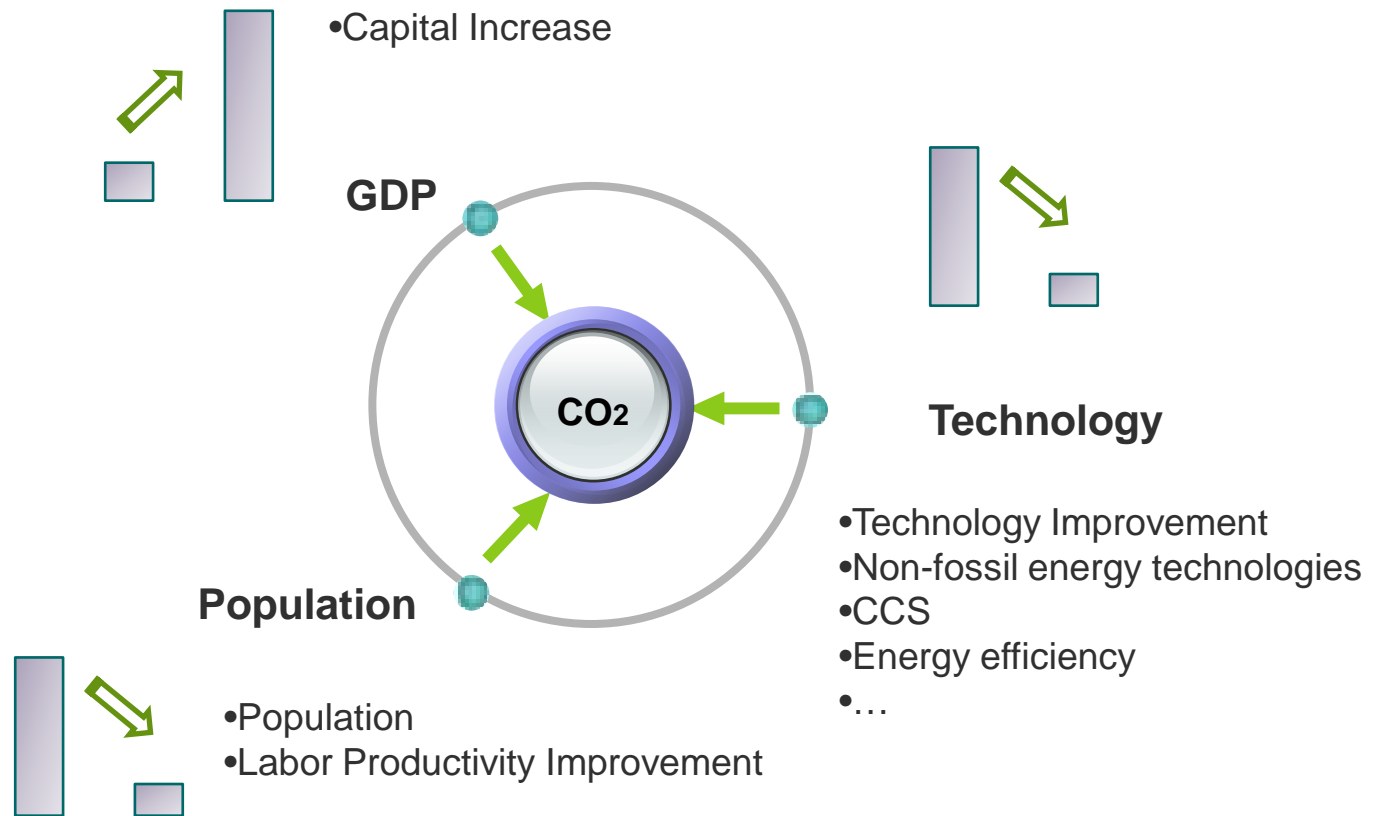 •Capital Increase
GDP
CO2
Technology
•Technology Improvement
•Non-fossil energy technologies
•CCS
•Energy efficiency
•…
Population
•Population
•Labor Productivity Improvement